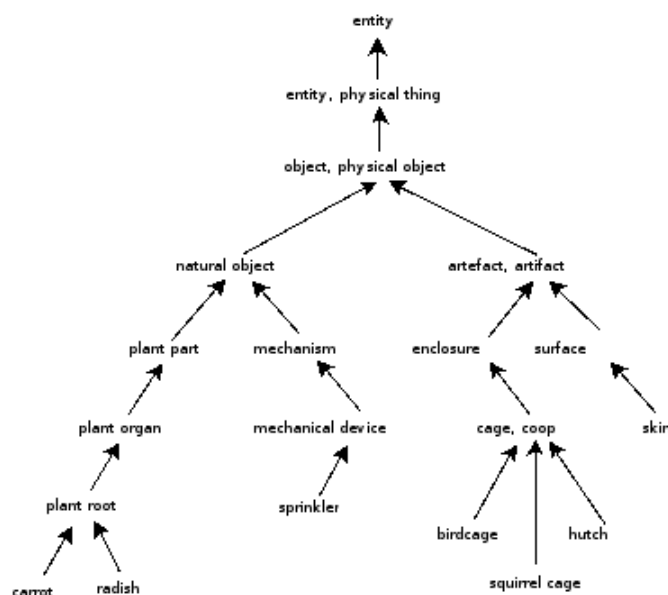 entity
entity, physical thing
object, physical object
natural object
artefact, artifact
plant part
mechanism
enclosure
surface
plant organ
mechanical device
cage, coop
skin
plant root
sprinkler
birdcage
hutch
carrot
radish
squirrel cage